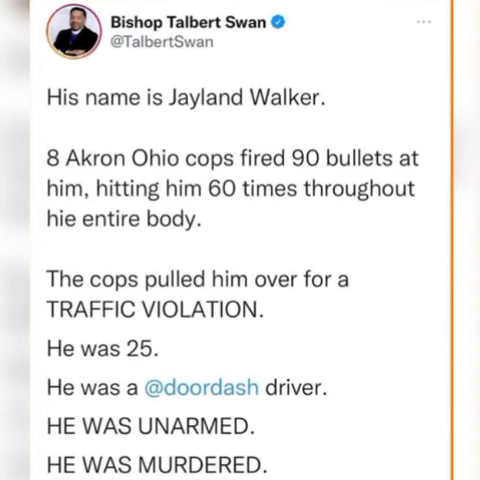 Bishop Talbert Swan
@TalbertSwan
His name is Jayland Walker.
8 Akron Ohio cops fired 90 bullets at
him, hitting him 60 times throughout
hie entire body.
The cops pulled him over for a
TRAFFIC VIOLATION.
He was 25.
He was a @doordash driver.
HE WAS UNARMED.
HE WAS MURDERED.